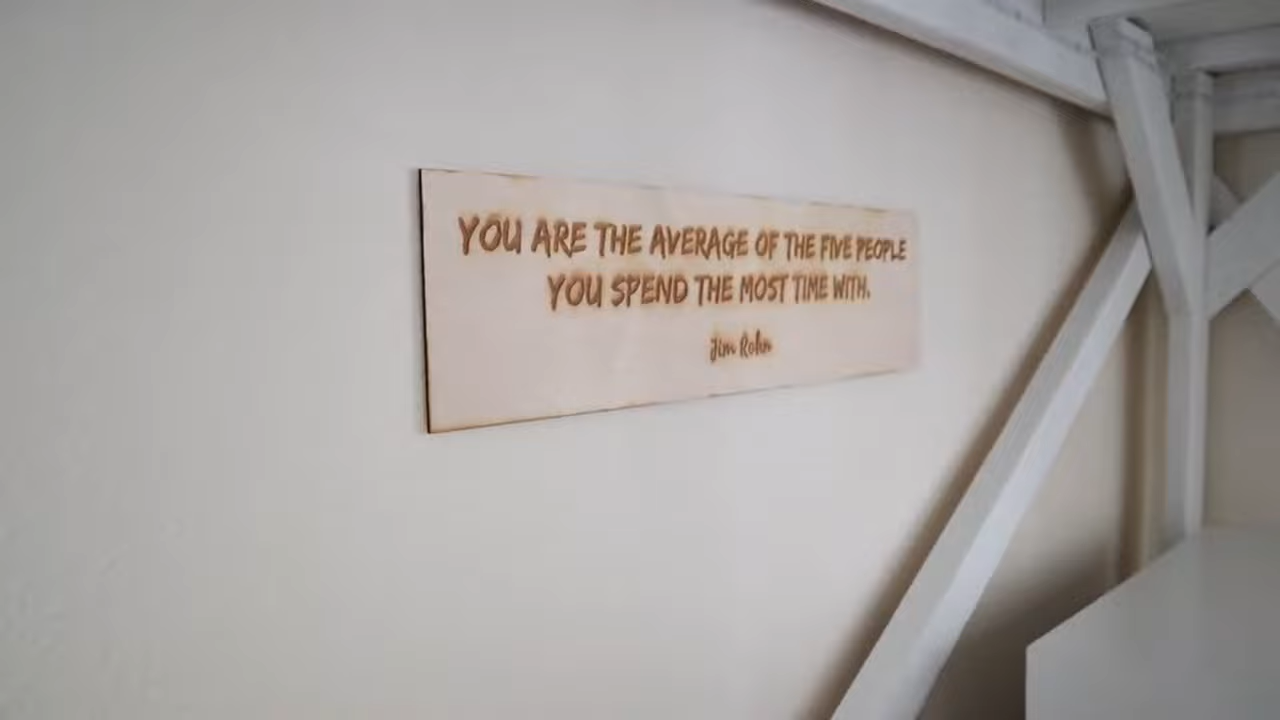 YOU ARE THE AVERAGE OF THE FIVE PEOPLE
YOU SPEND THE MOST TIME WITH.
Jim Rohn